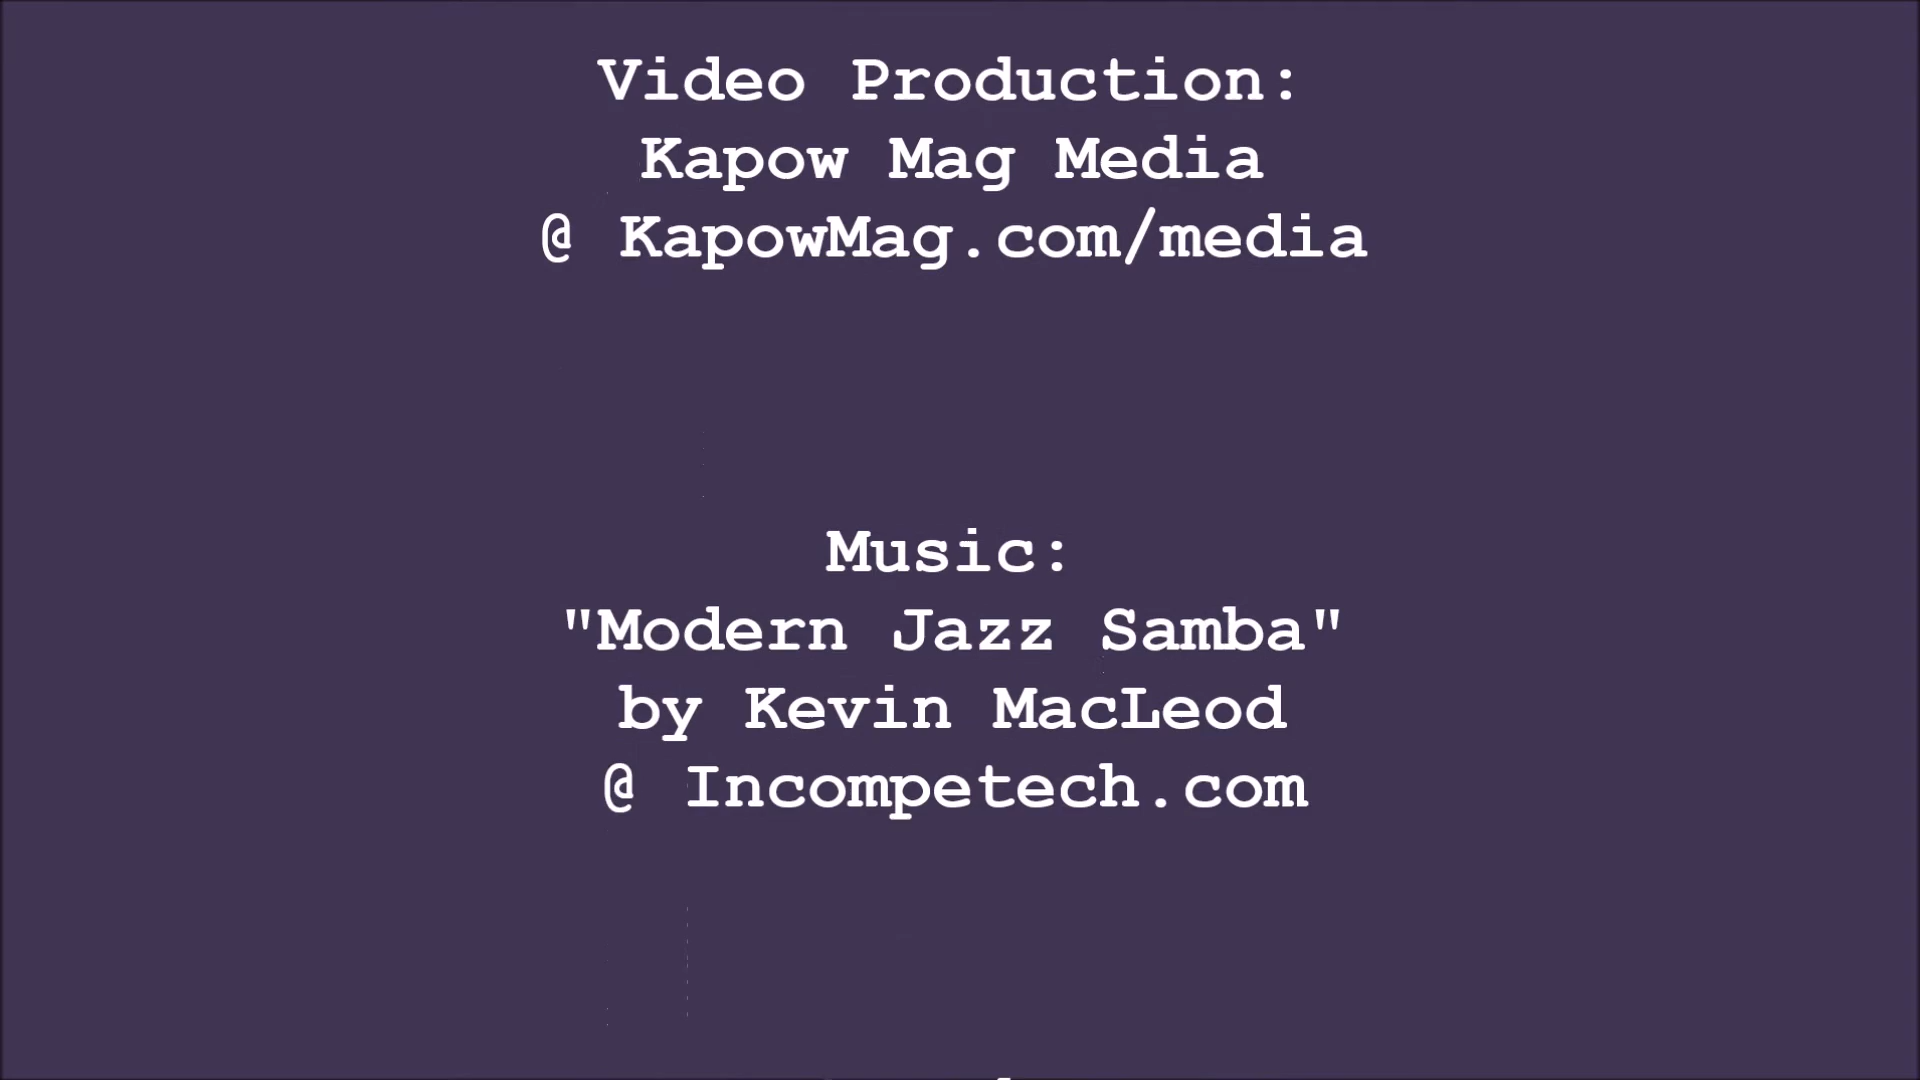 Video Production:
Kapow Mag Media
@ KapowMag.com/media
Music:
"Modern Jazz Samba"
by Kevin MacLeod
@ Incompetech.com